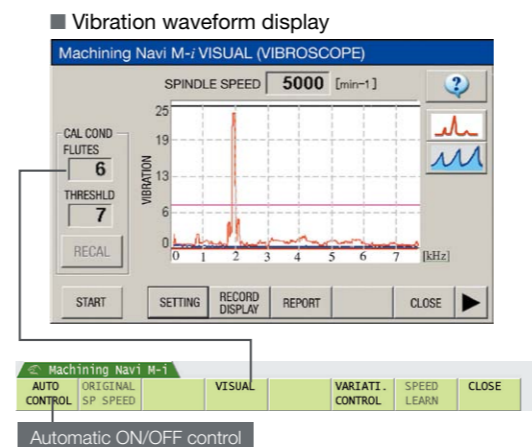 ■ Vibration waveform display
Machining Navi M-i VISUAL (VIBROSCOPE)
SPINDLE SPEED 5000 [min-1]
CAL COND
FLUTES
6
THRESHLD
7
RECAL
VIBRATION
25
19
13
6
0
0 1 2 3 4 5 6 7 [kHz]
?
START SETTING RECORD DISPLAY REPORT CLOSE
Machining Navi M-i
AUTO CONTROL ORIGINAL SP SPEED VISUAL VARIATI. CONTROL SPEED LEARN CLOSE
Automatic ON/OFF control